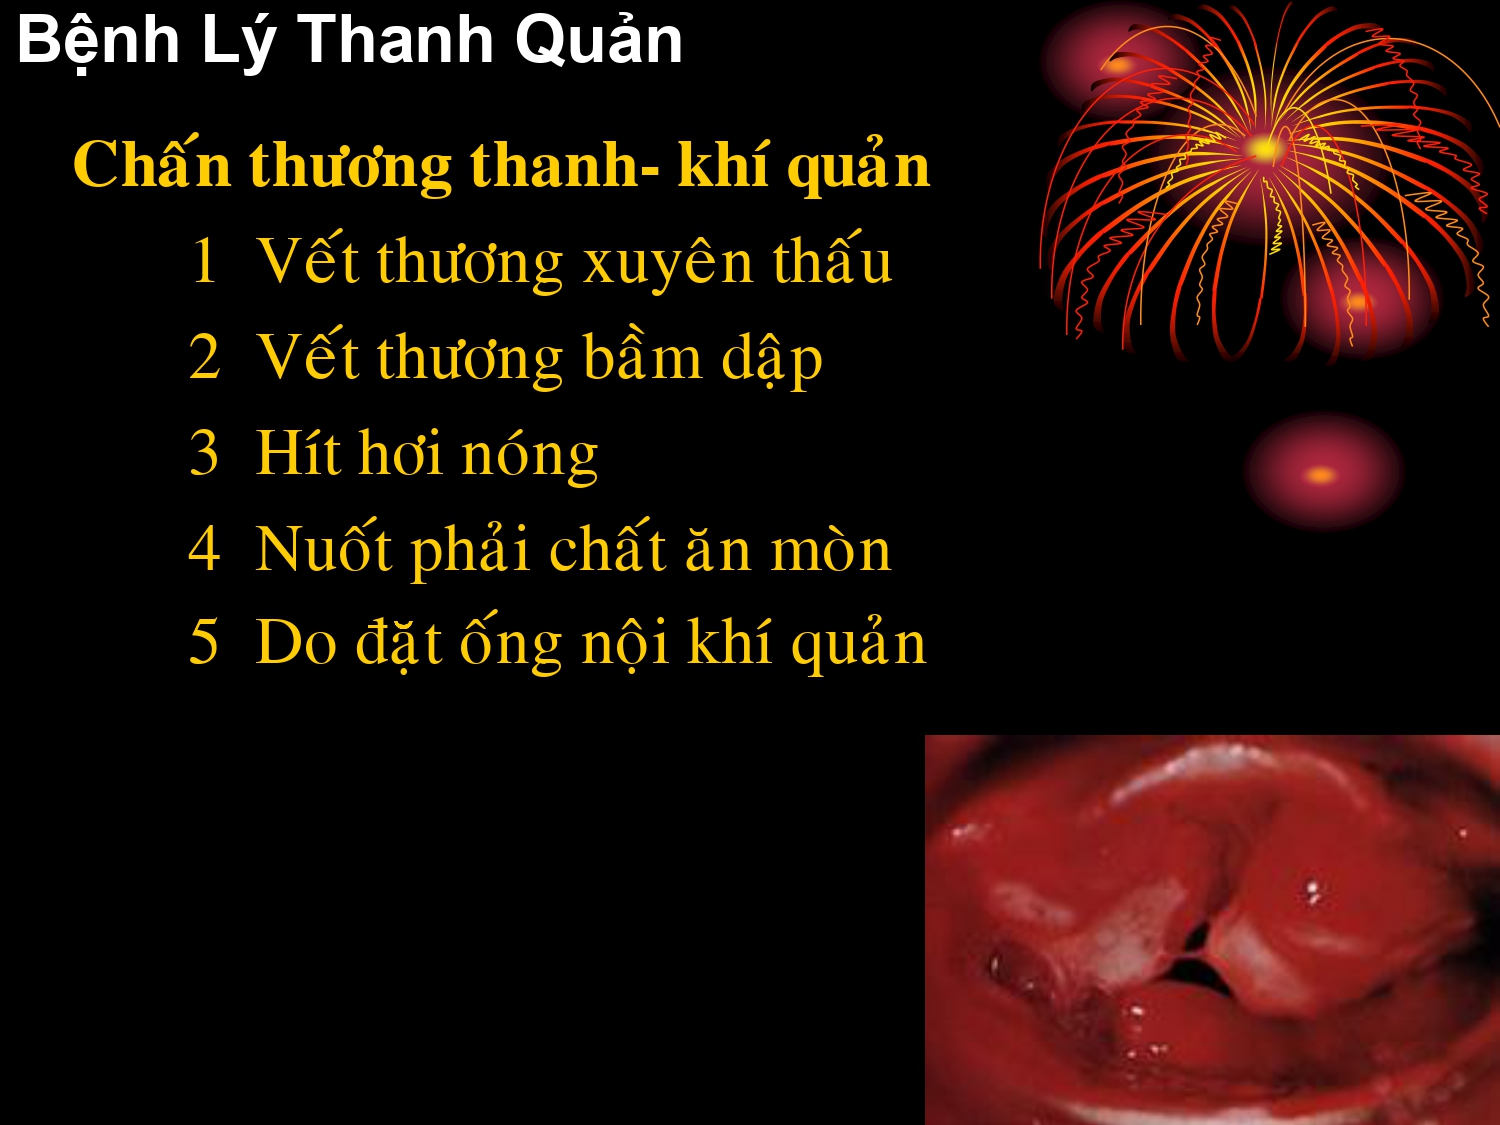 Bệnh Lý Thanh Quản
Chấn thương thanh- khí quản
1 Vết thương xuyên thấu
2 Vết thương bầm dập
3 Hít hơi nóng
4 Nuốt phải chất ăn mòn
5 Do đặt ống nội khí quản